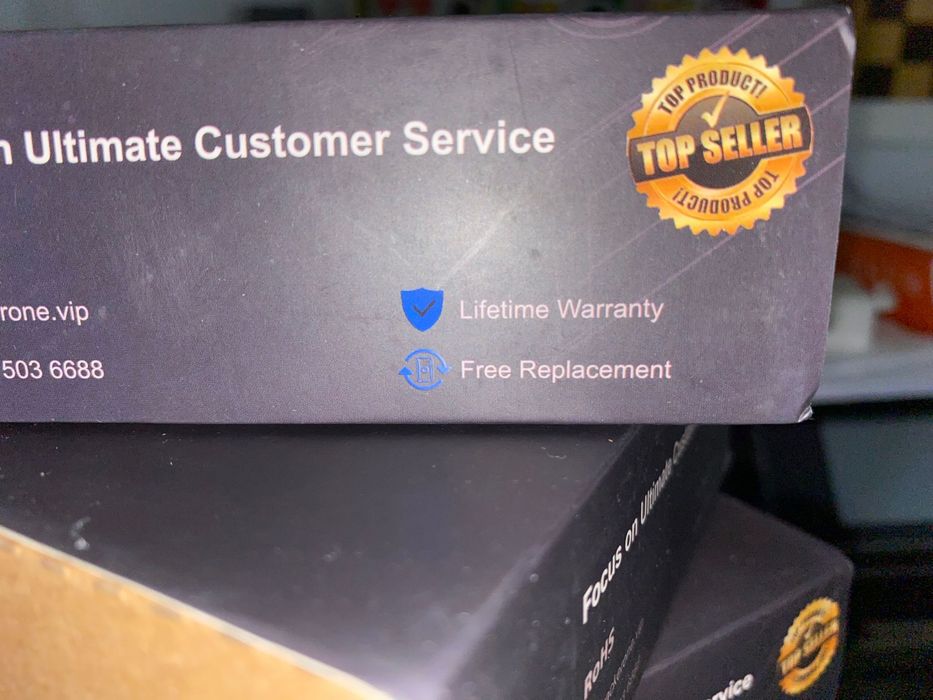 Ultimate Customer Service
TOP PRODUCT!
TOP SELLER
TOP PRODUCT!
rone.vip
503 6688
Lifetime Warranty
Free Replacement
Focus on Ultimate
RoHS
TOP SELLER